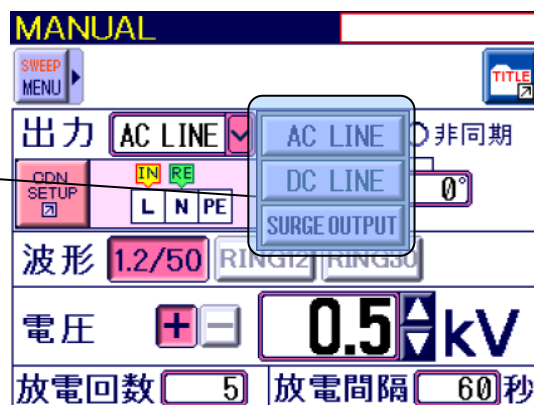 MANUAL
SWEEP
MENU
TITLE
出力 AC LINE AC LINE 非同期
DC LINE
SURGE OUTPUT
CDN
SETUP
IN RE
L N PE
0°
波形 1.2/50 RING12 RING30
電圧 + - 0.5 kV
放電回数 5 放電間隔 60 秒